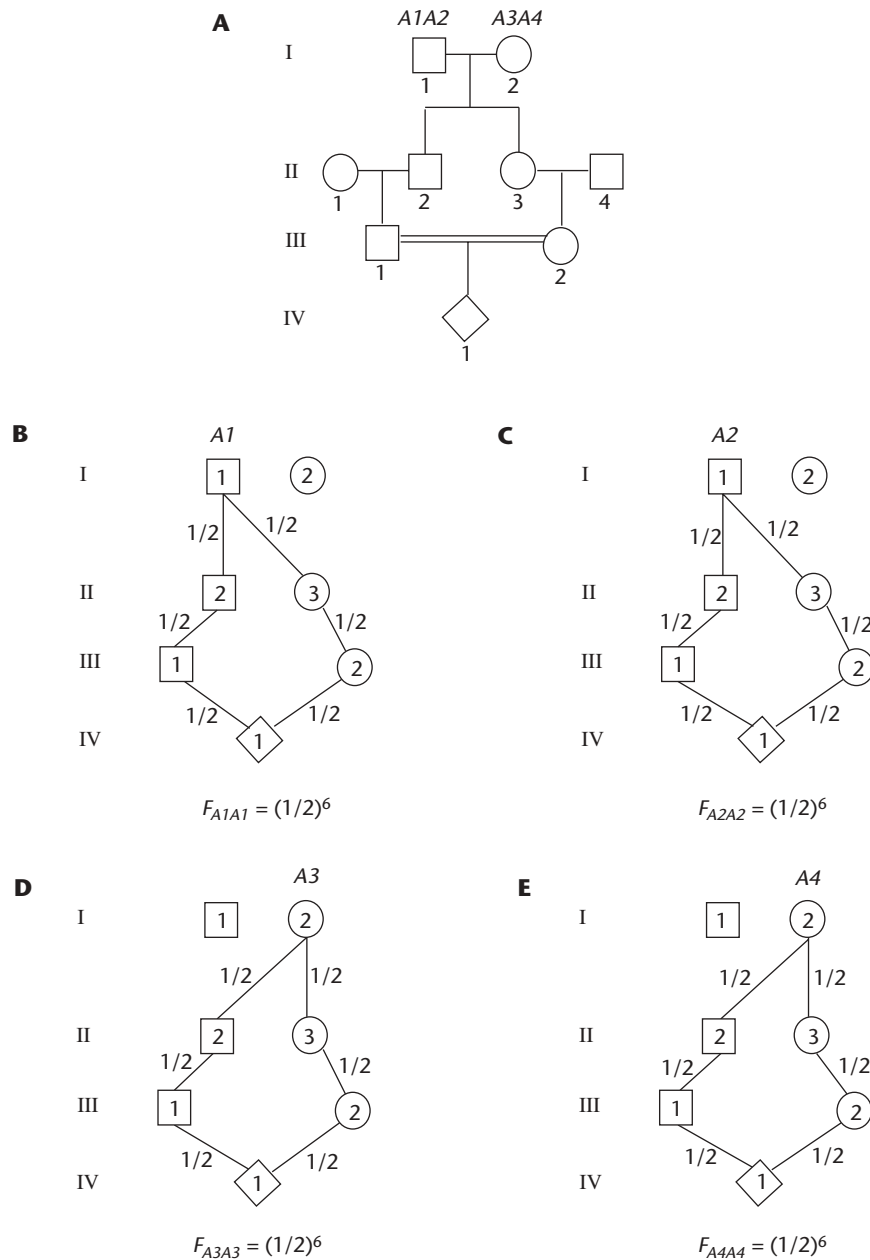 A
A1A2 A3A4
I
1 2
II
1 2 3 4
III
1 2
IV
1
B
A1
I 1 2
1/2 1/2
II 2 3
1/2 1/2
III 1 2
1/2 1/2
IV 1
F_{A1A1} = (1/2)⁶
C
A2
I 1 2
1/2 1/2
II 2 3
1/2 1/2
III 1 2
1/2 1/2
IV 1
F_{A2A2} = (1/2)⁶
D
A3
I 1 2
1/2 1/2
II 2 3
1/2 1/2
III 1 2
1/2 1/2
IV 1
F_{A3A3} = (1/2)⁶
E
A4
I 1 2
1/2 1/2
II 2 3
1/2 1/2
III 1 2
1/2 1/2
IV 1
F_{A4A4} = (1/2)⁶